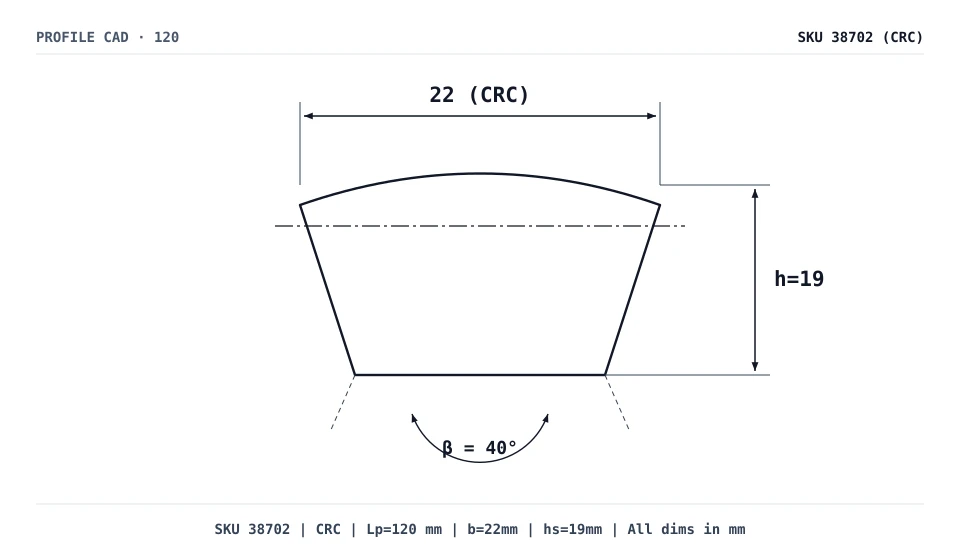 PROFILE CAD · 120
SKU 38702 (CRC)
22 (CRC)
h=19
β = 40°
SKU 38702 | CRC | Lp=120 mm | b=22mm | hs=19mm | All dims in mm